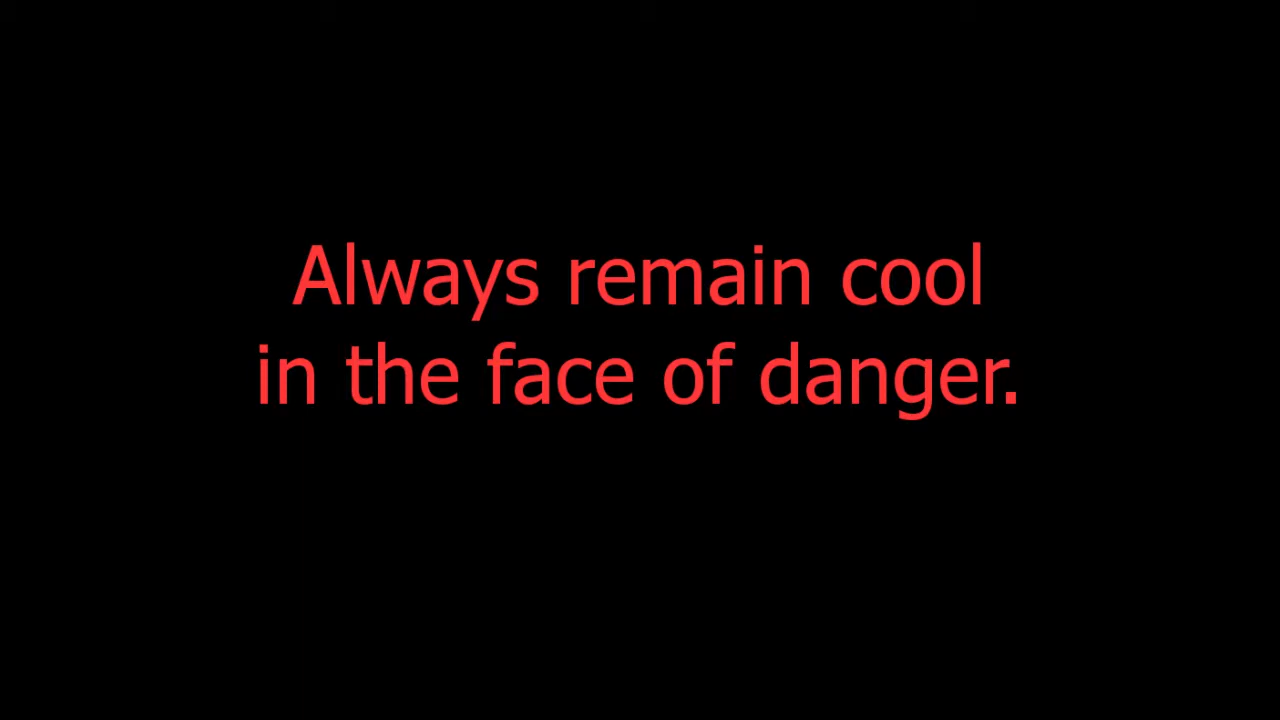 Always remain cool
in the face of danger.